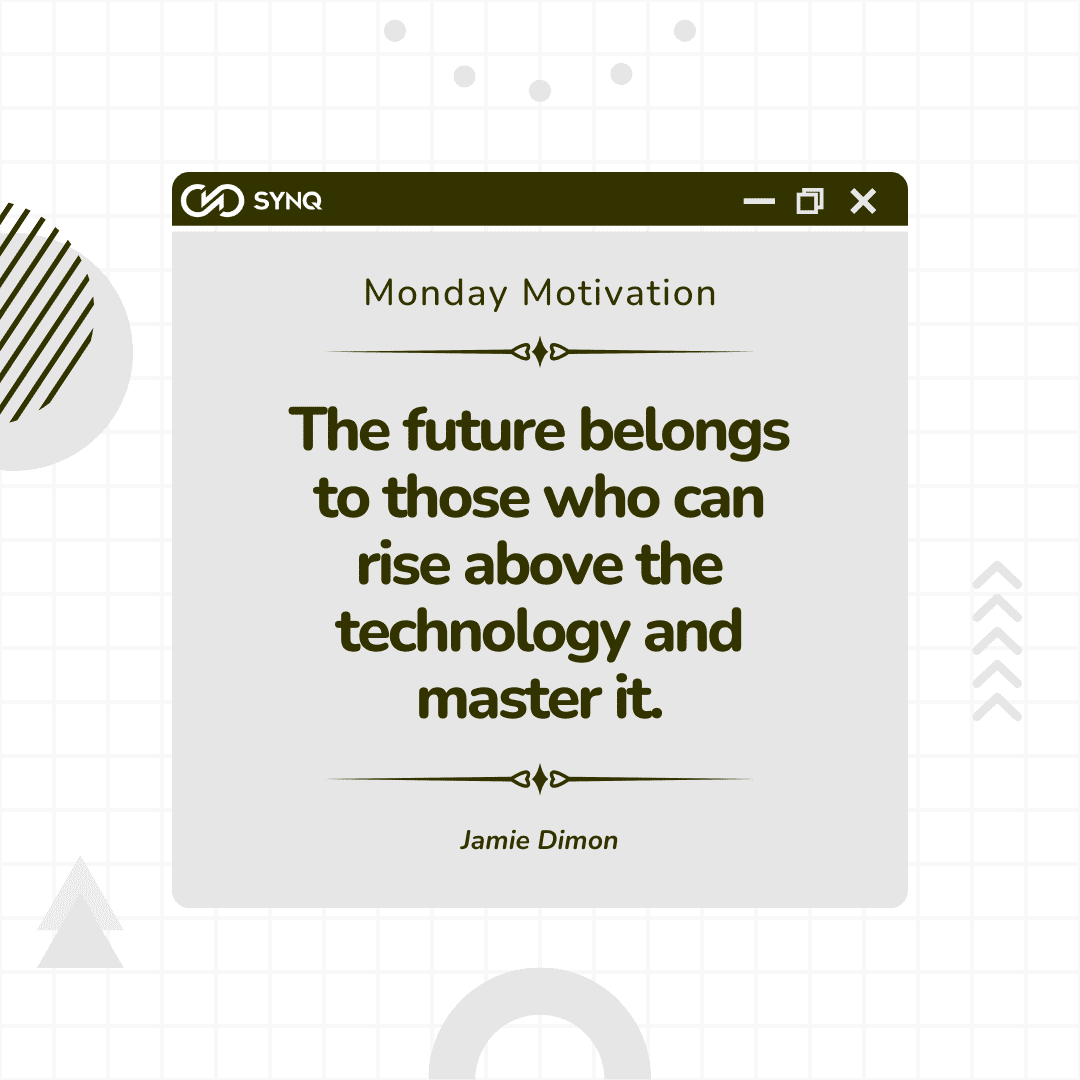 SYNQ
Monday Motivation
The future belongs
to those who can
rise above the
technology and
master it.
Jamie Dimon